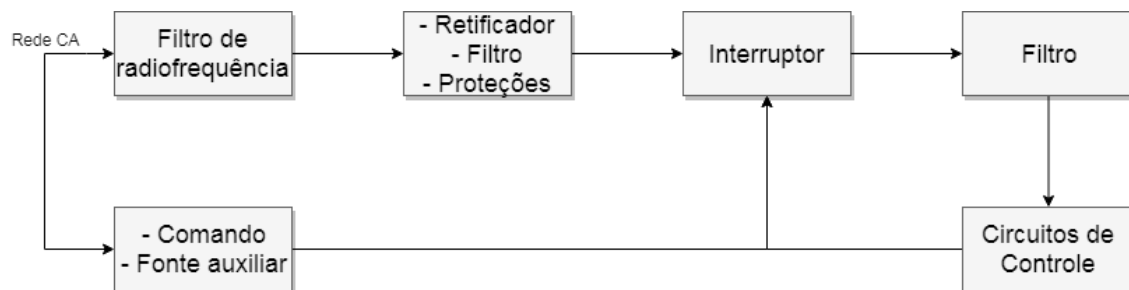 Rede CA
Filtro de
radiofrequência
- Retificador
- Filtro
- Proteções
Interruptor
Filtro
- Comando
- Fonte auxiliar
Circuitos de
Controle